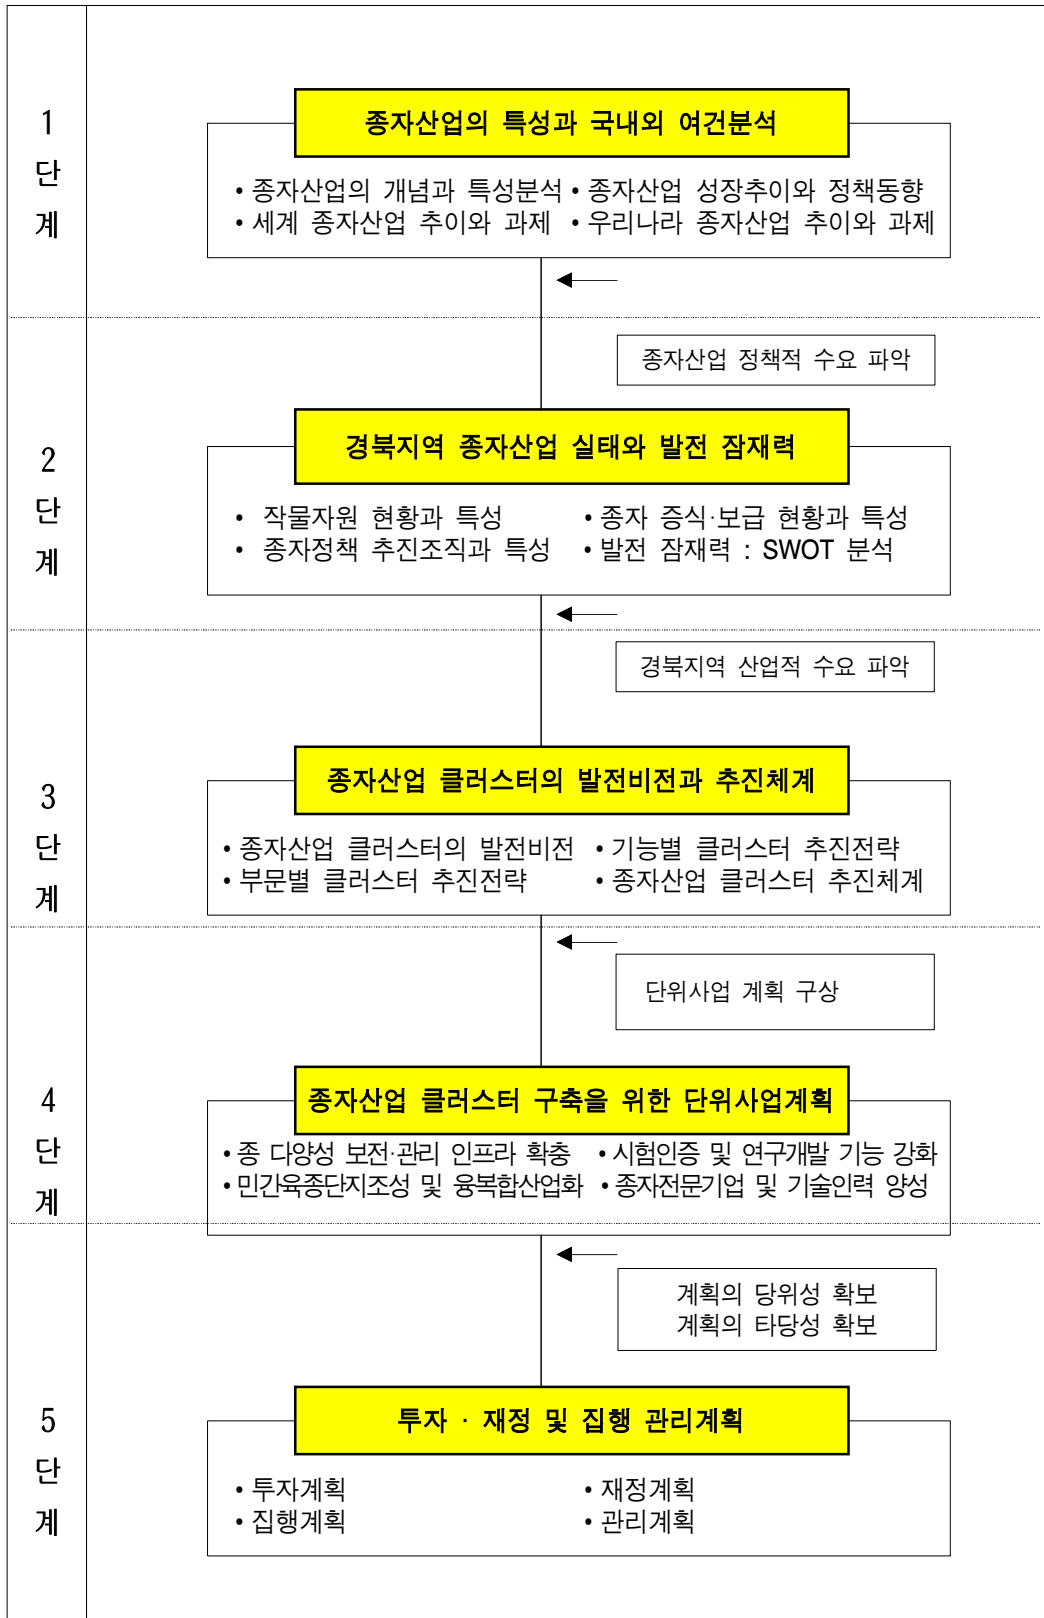 1
단
계
종자산업의 특성과 국내외 여건분석
• 종자산업의 개념과 특성분석 • 종자산업 성장추이와 정책동향
• 세계 종자산업 추이와 과제 • 우리나라 종자산업 추이와 과제
종자산업 정책적 수요 파악
2
단
계
경북지역 종자산업 실태와 발전 잠재력
• 작물자원 현황과 특성 • 종자 증식·보급 현황과 특성
• 종자정책 추진조직과 특성 • 발전 잠재력 : SWOT 분석
경북지역 산업적 수요 파악
3
단
계
종자산업 클러스터의 발전비전과 추진체계
• 종자산업 클러스터의 발전비전 • 기능별 클러스터 추진전략
• 부문별 클러스터 추진전략 • 종자산업 클러스터 추진체계
단위사업 계획 구상
4
단
계
종자산업 클러스터 구축을 위한 단위사업계획
• 종 다양성 보전·관리 인프라 확충 • 시험인증 및 연구개발 기능 강화
• 민간육종단지조성 및 융복합산업화 • 종자전문기업 및 기술인력 양성
계획의 당위성 확보
계획의 타당성 확보
5
단
계
투자 · 재정 및 집행 관리계획
• 투자계획 • 재정계획
• 집행계획 • 관리계획